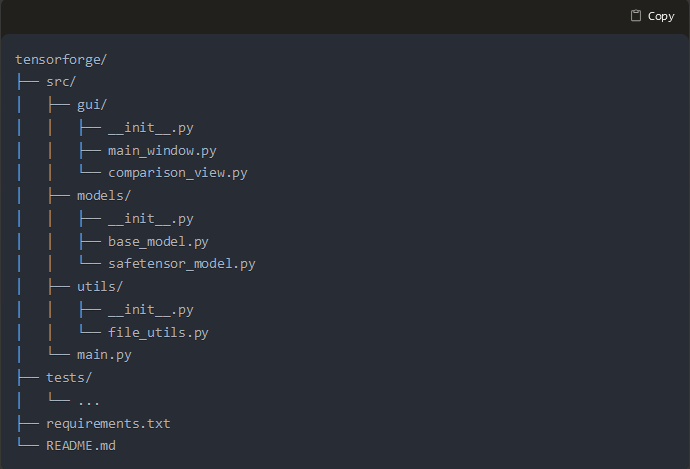 Copy
tensorforge/
├── src/
│   ├── gui/
│   │   ├── __init__.py
│   │   ├── main_window.py
│   │   └── comparison_view.py
│   ├── models/
│   │   ├── __init__.py
│   │   ├── base_model.py
│   │   └── safetensor_model.py
│   ├── utils/
│   │   ├── __init__.py
│   │   └── file_utils.py
│   └── main.py
├── tests/
│   └── ...
├── requirements.txt
└── README.md